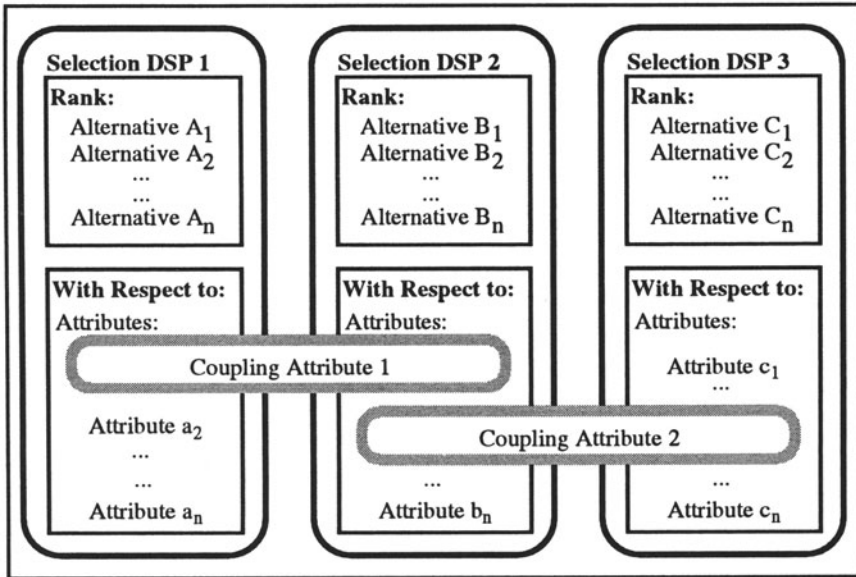 Selection DSP 1
Rank:
Alternative A1
Alternative A2
...
...
Alternative An
With Respect to:
Attributes:
Coupling Attribute 1
Attribute a2
...
...
Attribute an
Selection DSP 2
Rank:
Alternative B1
Alternative B2
...
...
Alternative Bn
With Respect to:
Attributes:
Coupling Attribute 2
...
Attribute bn
Selection DSP 3
Rank:
Alternative C1
Alternative C2
...
...
Alternative Cn
With Respect to:
Attributes:
Attribute c1
...
...
Attribute cn